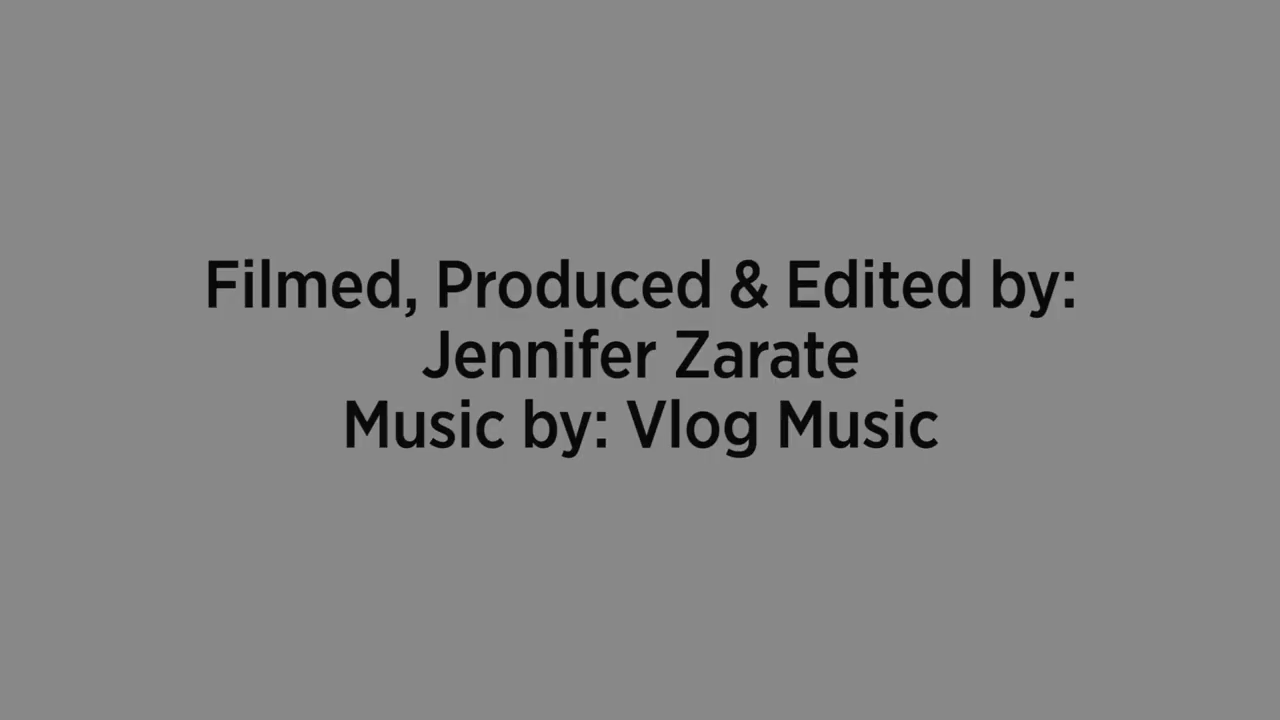 Filmed, Produced & Edited by:
Jennifer Zarate
Music by: Vlog Music